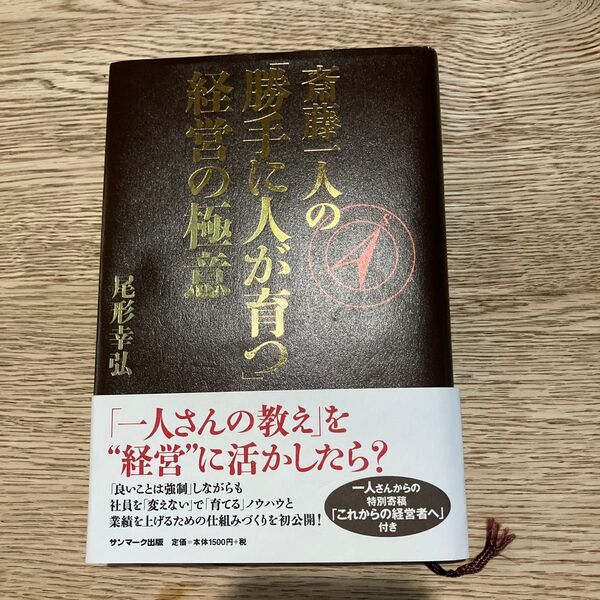 斎藤一人の
「勝手に人が育つ」
経営の極意
尾形幸弘
「一人さんの教え」を
“経営”に活かしたら?
「良いことは強制」しながらも
社員を「変えない」で「育てる」ノウハウと
業績を上げるための仕組みづくりを初公開!
一人さんからの
特別寄稿
「これからの経営者へ」
付き
サンマーク出版 定価=本体1500円+税